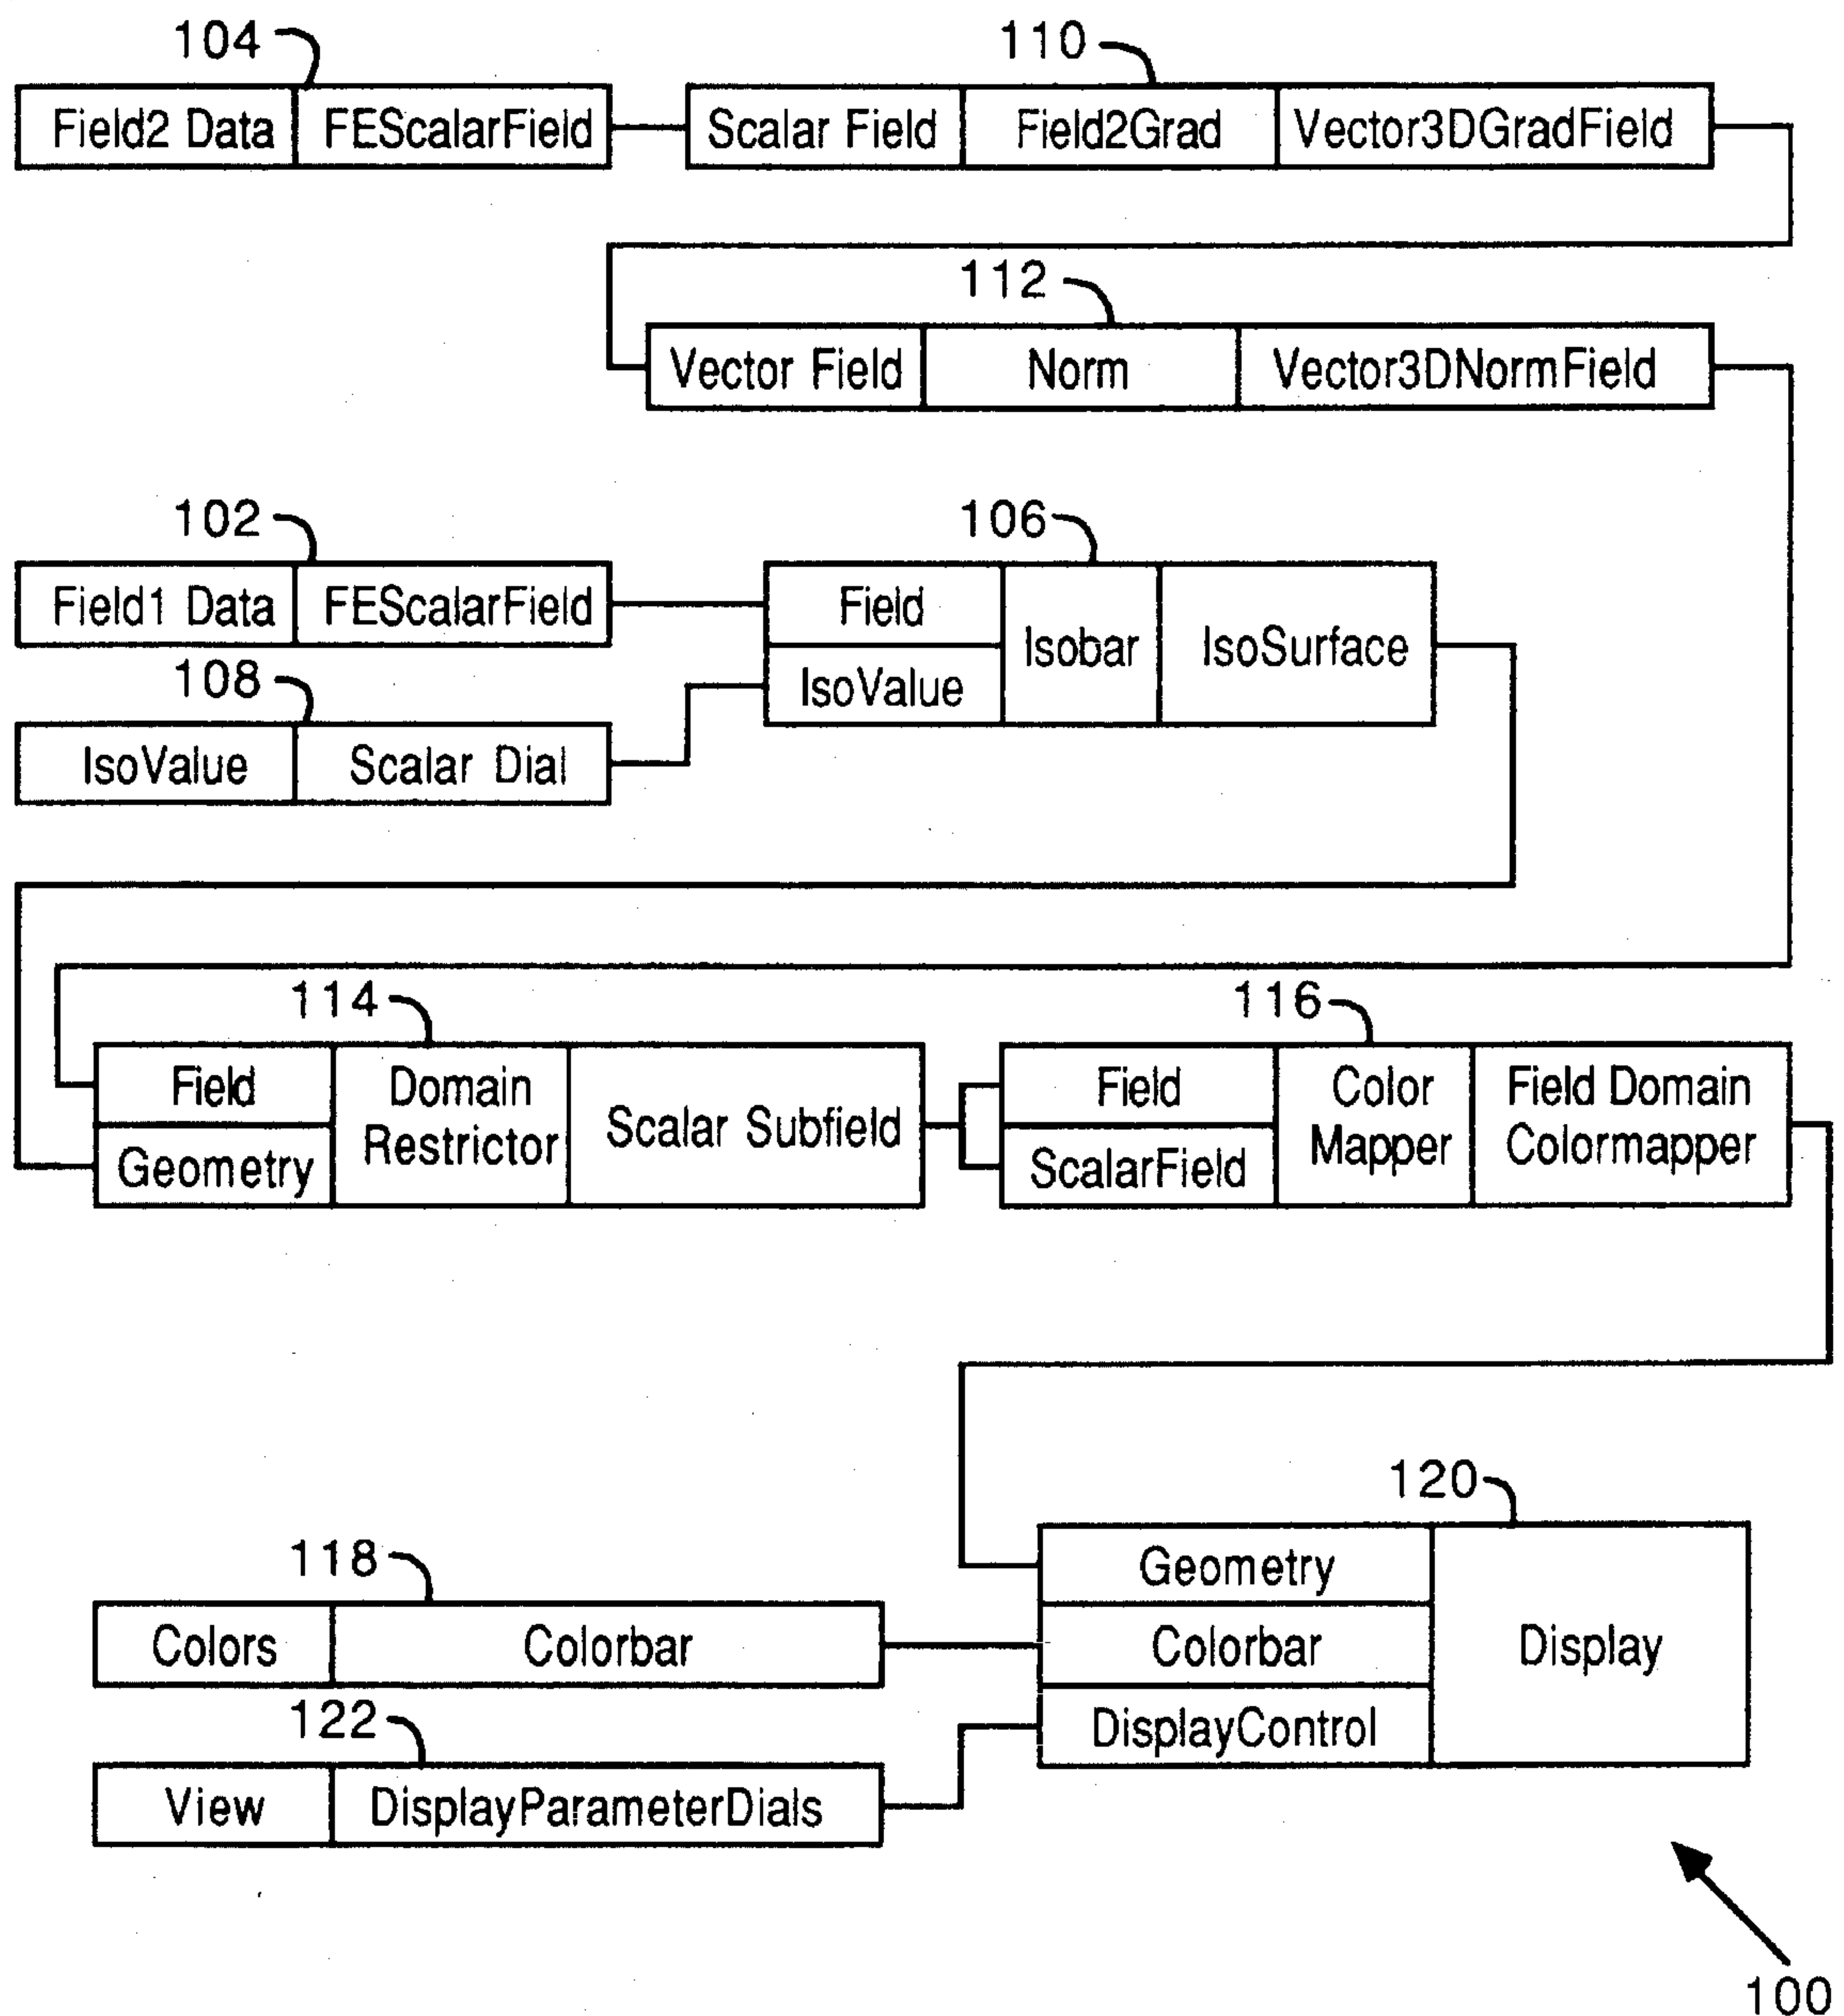 104
110
Field2 Data FEScalarField Scalar Field Field2Grad Vector3DGradField
112
Vector Field Norm Vector3DNormField
102
106
Field1 Data FEScalarField Field Isobar IsoSurface
IsoValue
108
IsoValue Scalar Dial
114
116
Field Domain Restrictor Scalar Subfield Field Color Mapper Field Domain Colormapper
Geometry ScalarField
120
118
Geometry Display
Colors Colorbar Colorbar
122
DisplayControl
View DisplayParameterDials
100